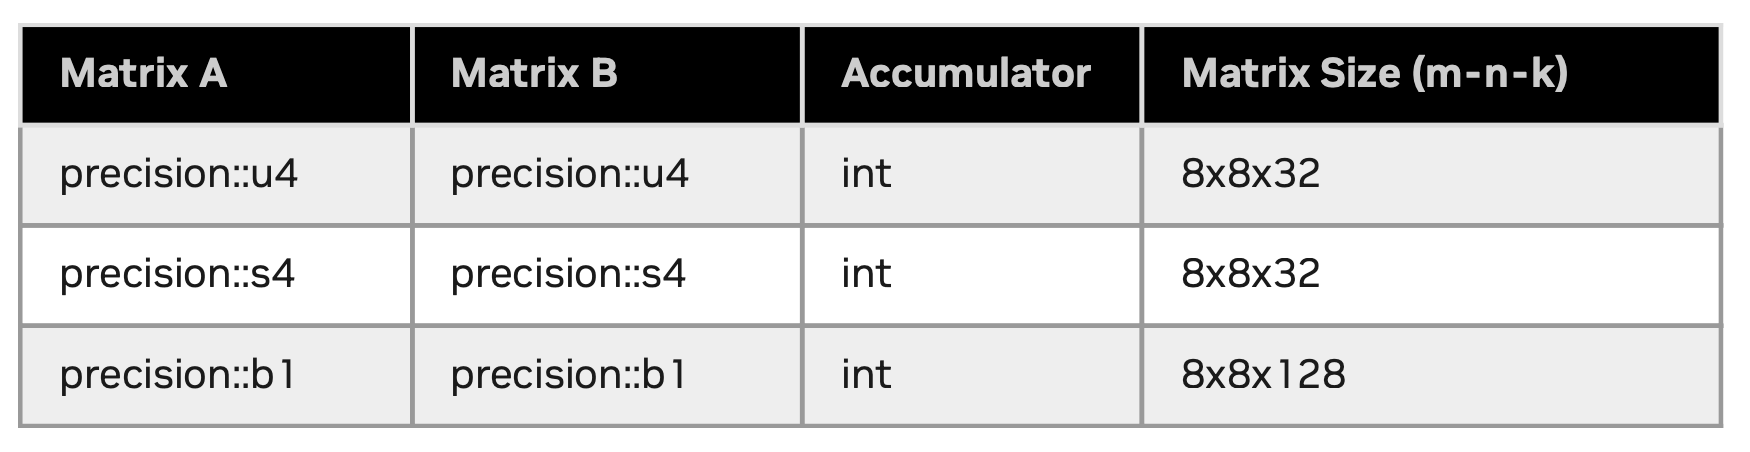 Matrix A Matrix B Accumulator Matrix Size (m-n-k)
precision::u4 precision::u4 int 8x8x32
precision::s4 precision::s4 int 8x8x32
precision::b1 precision::b1 int 8x8x128